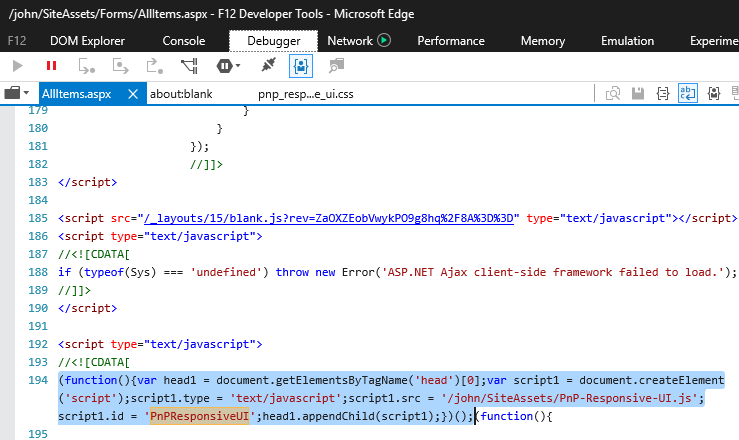 /john/SiteAssets/Forms/AllItems.aspx - F12 Developer Tools - Microsoft Edge
F12 DOM Explorer Console Debugger Network Performance Memory Emulation Experime
AllItems.aspx about:blank pnp_resp...e_ui.css
179 }
180 }
181 });
182 //]]>
183 </script>
184
185 <script src="/_layouts/15/blank.js?rev=ZaOXZEobVwykPO9g8hq%2F8A%3D%3D" type="text/javascript"></script>
186 <script type="text/javascript">
187 //<![CDATA[
188 if (typeof(Sys) === 'undefined') throw new Error('ASP.NET Ajax client-side framework failed to load.');
189 //]]>
190 </script>
191
192 <script type="text/javascript">
193 //<![CDATA[
194 (function(){var head1 = document.getElementsByTagName('head')[0];var script1 = document.createElement
('script');script1.type = 'text/javascript';script1.src = '/john/SiteAssets/PnP-Responsive-UI.js';
script1.id = 'PnPResponsiveUI';head1.appendChild(script1);})();(function(){
195